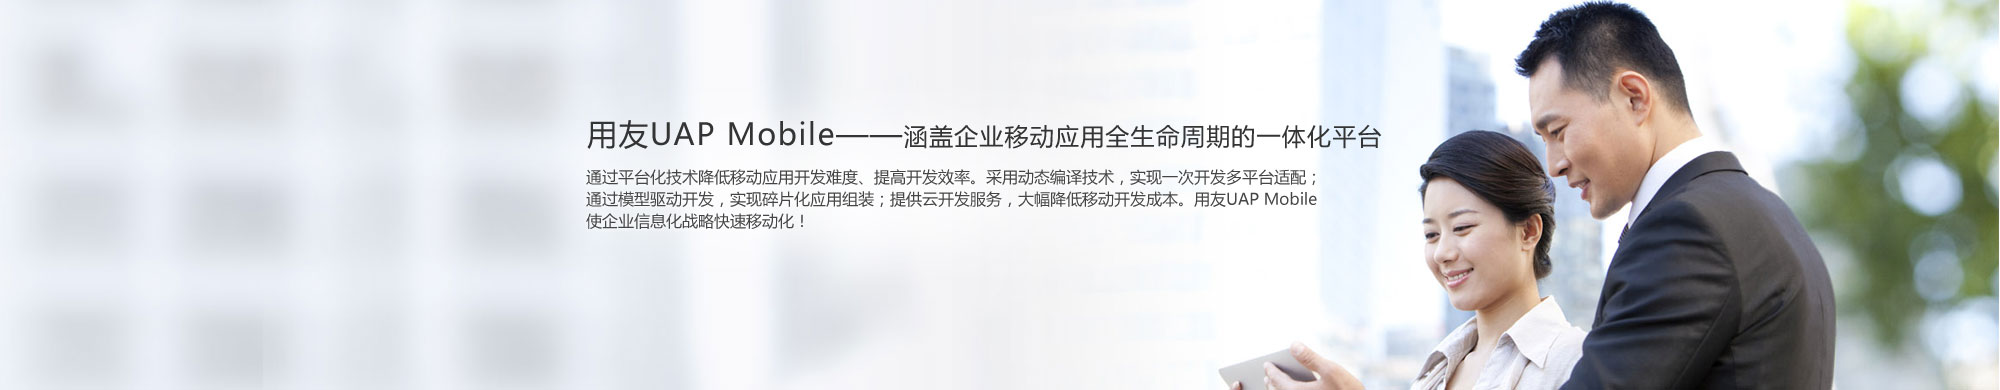 用友UAP Mobile——涵盖企业移动应用全生命周期的一体化平台
通过平台化技术降低移动应用开发难度、提高开发效率。采用动态编译技术，实现一次开发多平台适配；
通过模型驱动开发，实现碎片化应用组装；提供云开发服务，大幅降低移动开发成本。用友UAP Mobile
使企业信息化战略快速移动化！